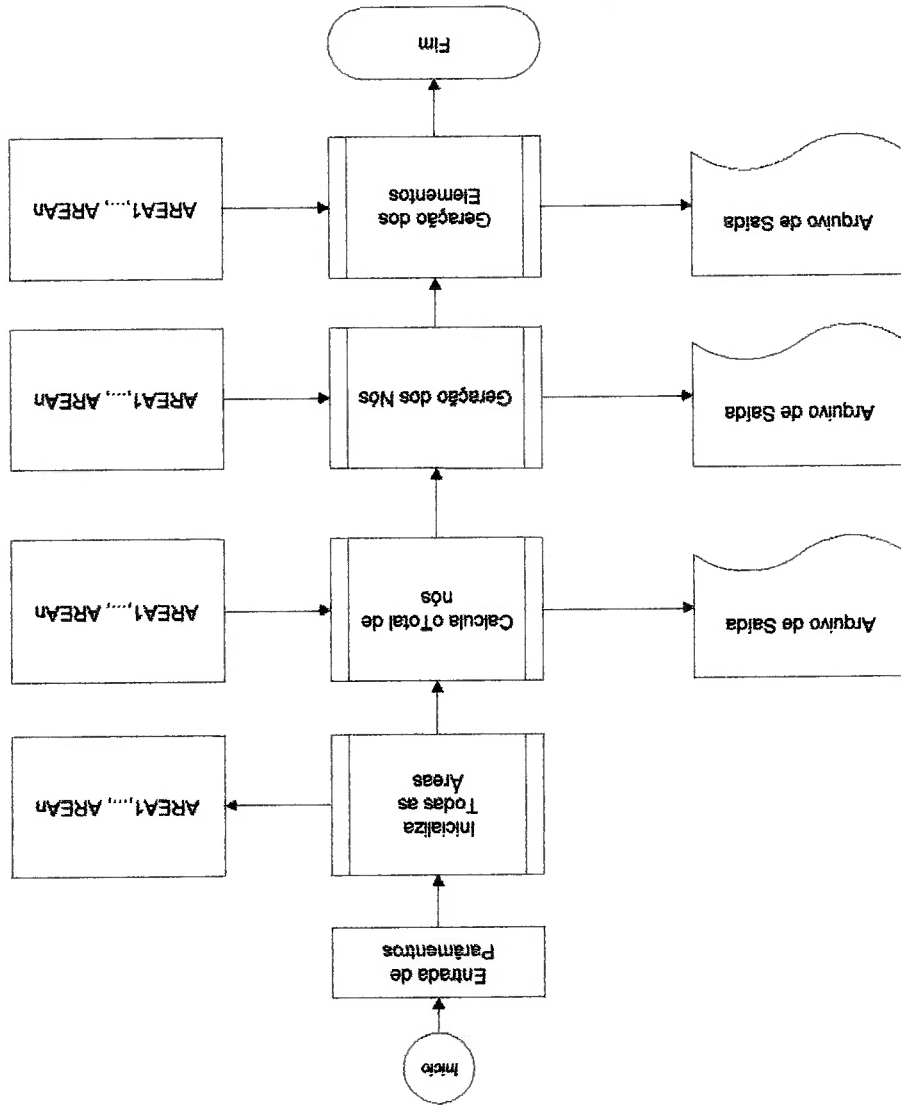 Início
Entrada de
Parâmentros
Inicializa
Todas as
Áreas
AREA1,..., AREAn
Arquivo de Saída
Calcula oTotal de
nós
AREA1,..., AREAn
Arquivo de Saída
Geração dos Nós
AREA1,..., AREAn
Arquivo de Saída
Geração dos
Elementos
AREA1,..., AREAn
Fim